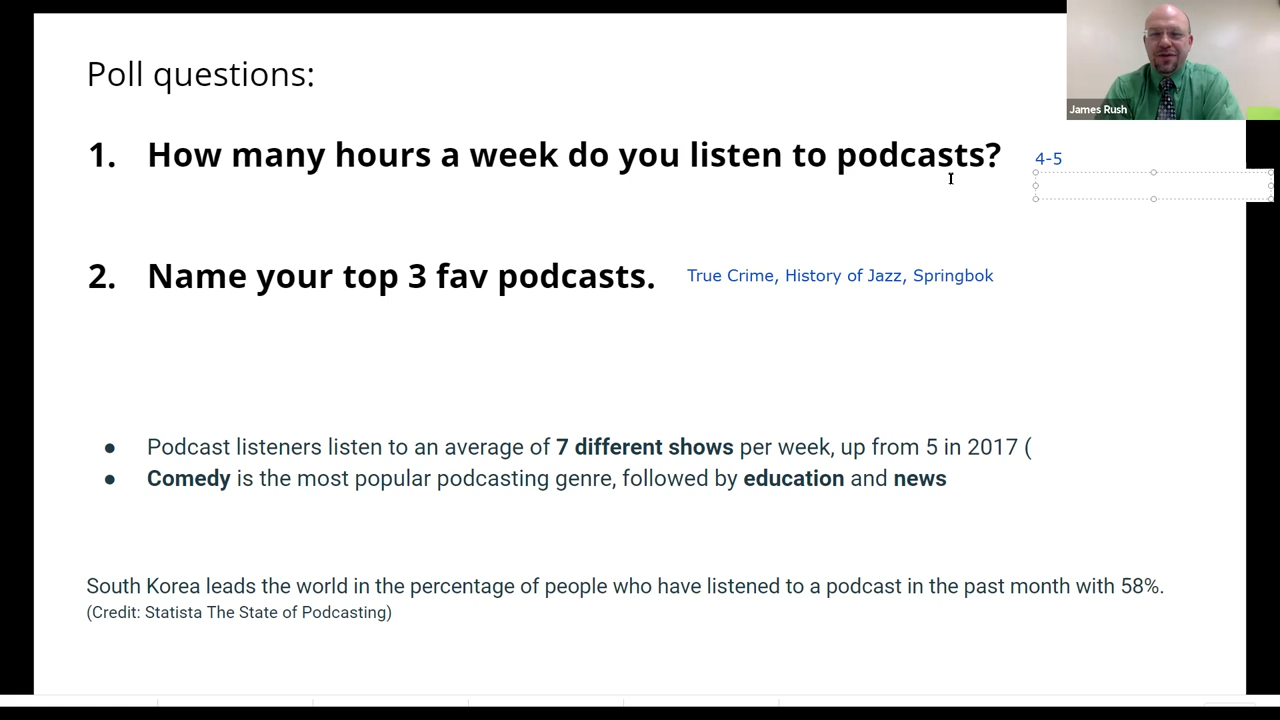 Poll questions:
James Rush
1. How many hours a week do you listen to podcasts?
4-5
2. Name your top 3 fav podcasts.
True Crime, History of Jazz, Springbok
● Podcast listeners listen to an average of 7 different shows per week, up from 5 in 2017 (
● Comedy is the most popular podcasting genre, followed by education and news
South Korea leads the world in the percentage of people who have listened to a podcast in the past month with 58%.
(Credit: Statista The State of Podcasting)